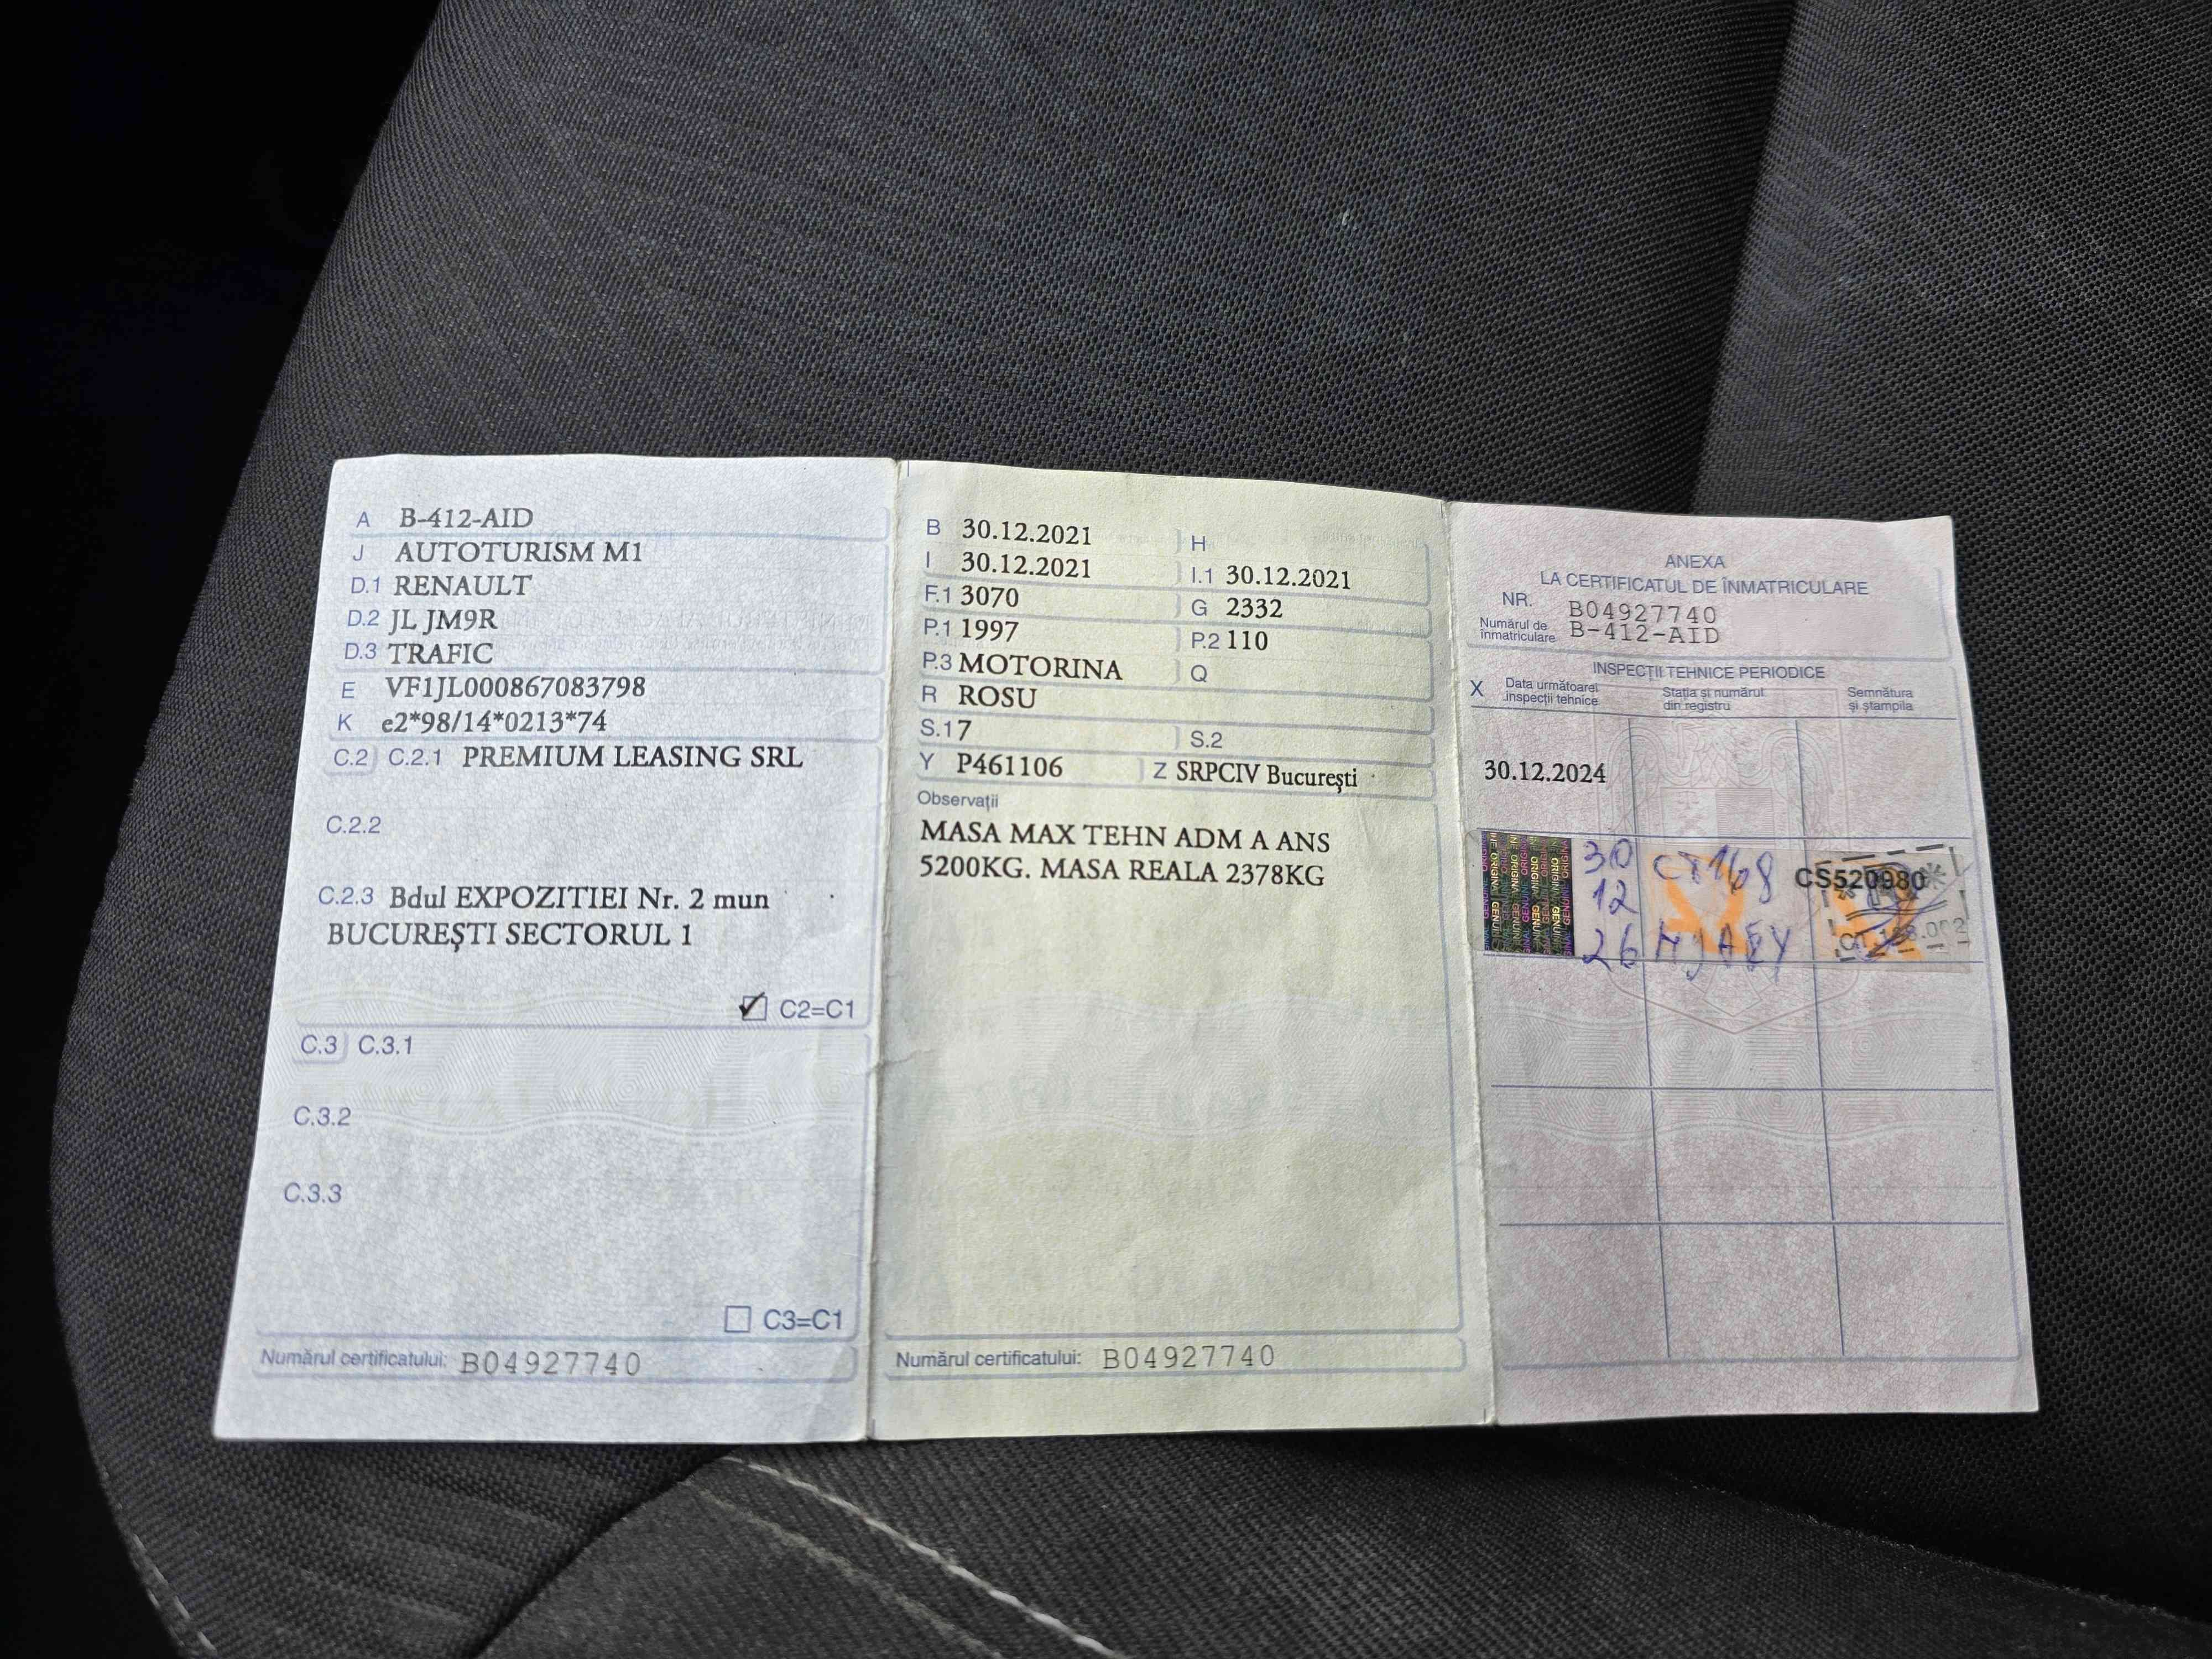 A B-412-AID
J AUTOTURISM M1
D.1 RENAULT
D.2 JL JM9R
D.3 TRAFIC
E VF1JL000867083798
K e2*98/14*0213*74
C.2 C.2.1 PREMIUM LEASING SRL
C.2.2
C.2.3 Bdul EXPOZITIEI Nr. 2 mun
BUCUREŞTI SECTORUL 1
C2=C1
C.3 C.3.1
C.3.2
C.3.3
C3=C1
Numărul certificatului: B04927740
B 30.12.2021 H
I 30.12.2021 I.1 30.12.2021
F.1 3070 G 2332
P.1 1997 P.2 110
P.3 MOTORINA Q
R ROSU
S.1 7 S.2
Y P461106 Z SRPCIV Bucureşti
Observaţii
MASA MAX TEHN ADM A ANS
5200KG. MASA REALA 2378KG
Numărul certificatului: B04927740
ANEXA
LA CERTIFICATUL DE ÎNMATRICULARE
NR. B04927740
Numărul de înmatriculare B-412-AID
INSPECŢII TEHNICE PERIODICE
X Data următoarei inspecţii tehnice
Staţia şi numărul din registru
Semnătura şi ştampila
30.12.2024
30 CT168 CS520980
12
26